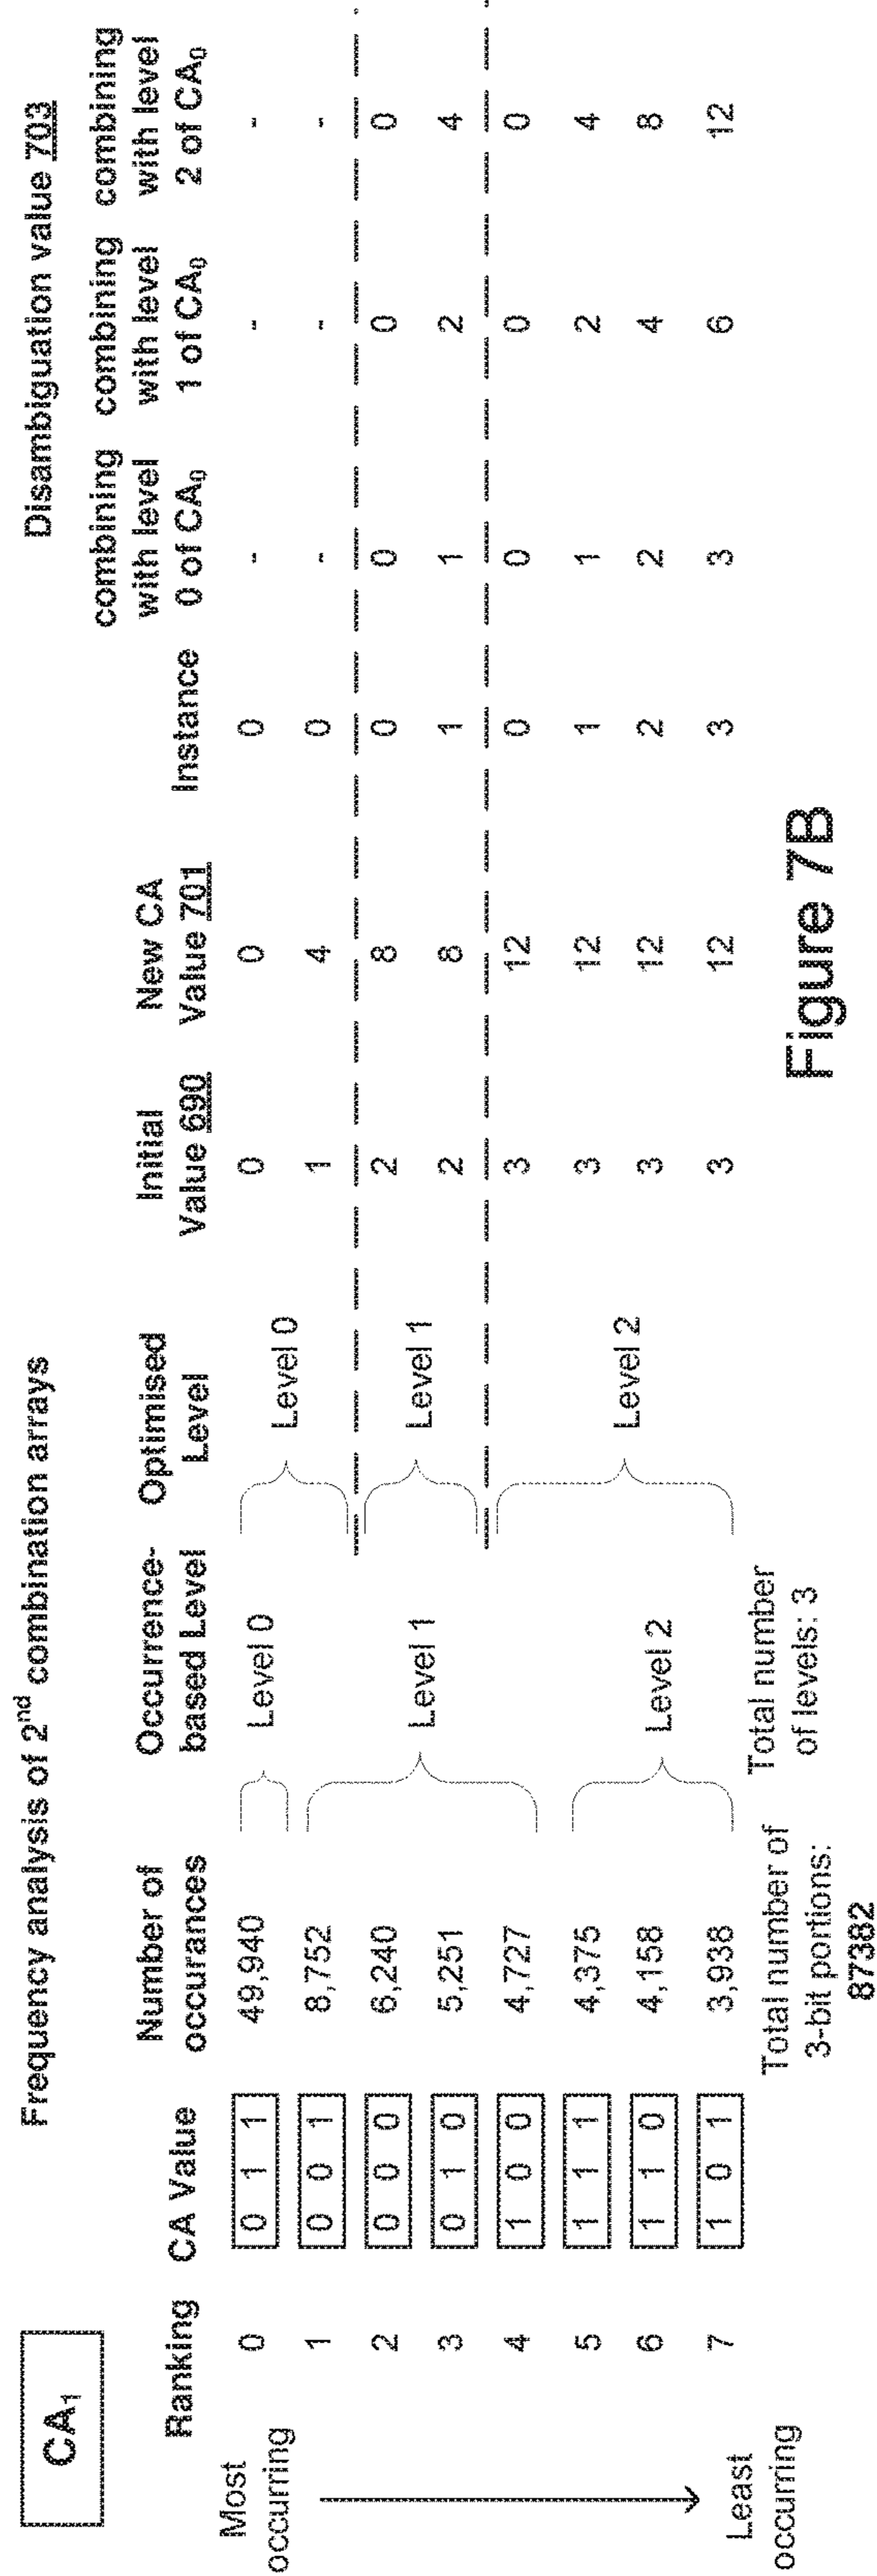 CA1
Frequency analysis of 2nd combination arrays
Disambiguation value 703
Ranking CA Value Number of occurances Occurrence-based Level Optimised Level Initial Value 690 New CA Value 701 Instance combining with level 0 of CA0 combining with level 1 of CA0 combining with level 2 of CA0
Most occurring
0 0 1 1 49,940 0 0 0 - - -
1 0 0 1 8,752 1 4 0 - - -
2 0 0 0 6,240 2 8 0 0 0 0
3 0 1 0 5,251 2 8 1 1 2 4
4 1 0 0 4,727 3 12 0 0 0 0
5 1 1 1 4,375 3 12 1 1 2 4
6 1 1 0 4,158 3 12 2 2 4 8
7 1 0 1 3,938 3 12 3 3 6 12
Level 0
Level 1
Level 2
Level 0
Level 1
Level 2
Least occurring
Total number of
3-bit portions:
87382
Total number
of levels: 3
Figure 7B